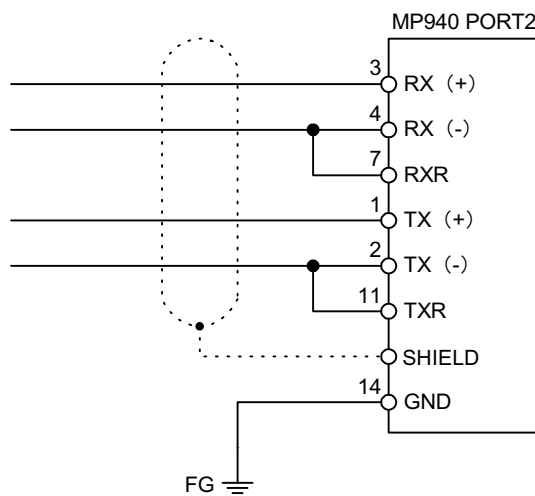 MP940 PORT2
3 RX (+)
4 RX (-)
7 RXR
1 TX (+)
2 TX (-)
11 TXR
SHIELD
14 GND
FG